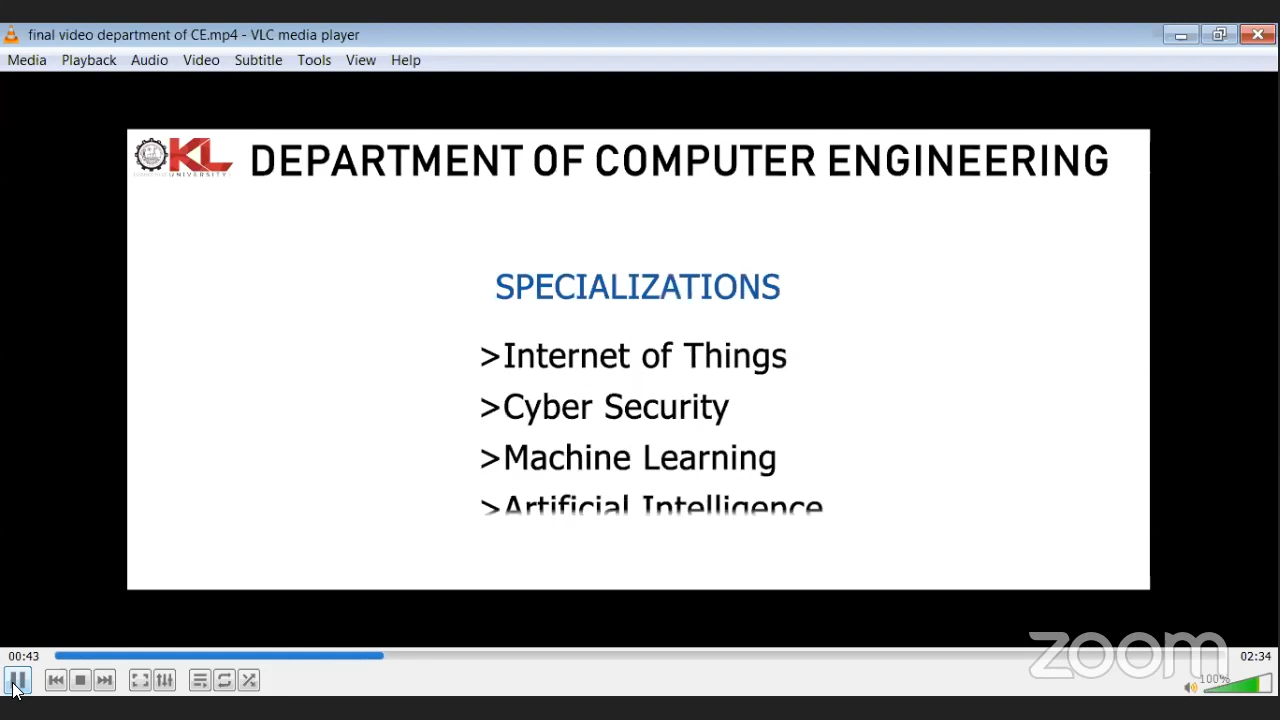 final video department of CE.mp4 - VLC media player
Media Playback Audio Video Subtitle Tools View Help
KL
UNIVERSITY
DEPARTMENT OF COMPUTER ENGINEERING
SPECIALIZATIONS
>Internet of Things
>Cyber Security
>Machine Learning
>Artificial Intelligence
zoom
00:43
02:34
100%